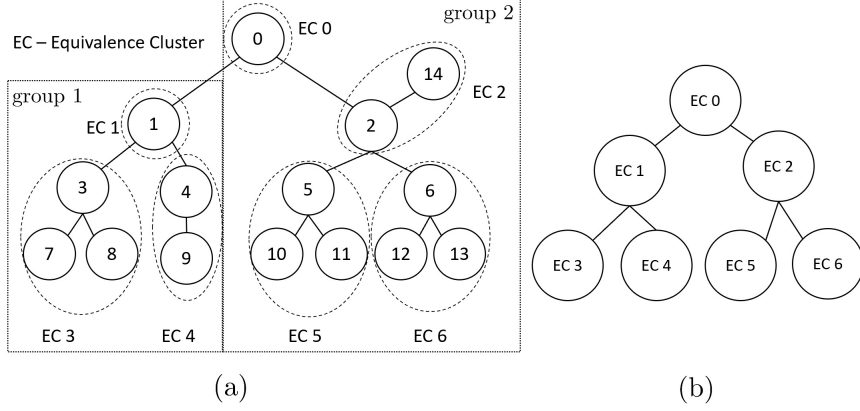 group 2
EC – Equivalence Cluster
0
EC 0
14
EC 2
group 1
EC 1
1
2
3
4
5
6
7
8
9
10
11
12
13
EC 3
EC 4
EC 5
EC 6
(a)
EC 0
EC 1
EC 2
EC 3
EC 4
EC 5
EC 6
(b)